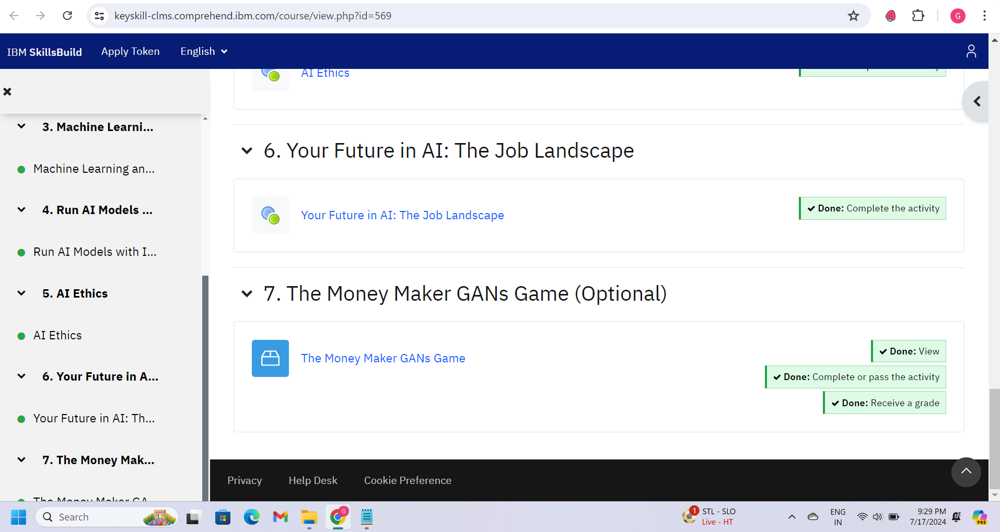 keyskill-clms.comprehend.ibm.com/course/view.php?id=569
G
IBM SkillsBuild
Apply Token
English
3. Machine Learni...
Machine Learning an...
4. Run AI Models ...
Run AI Models with I...
5. AI Ethics
AI Ethics
6. Your Future in A...
Your Future in AI: Th...
7. The Money Mak...
The Money Maker GA
AI Ethics
6. Your Future in AI: The Job Landscape
Your Future in AI: The Job Landscape
Done: Complete the activity
7. The Money Maker GANs Game (Optional)
The Money Maker GANs Game
Done: View
Done: Complete or pass the activity
Done: Receive a grade
Privacy
Help Desk
Cookie Preference
Search
G
1
STL - SLO
Live - HT
ENG
IN
9:29 PM
7/17/2024
PRE